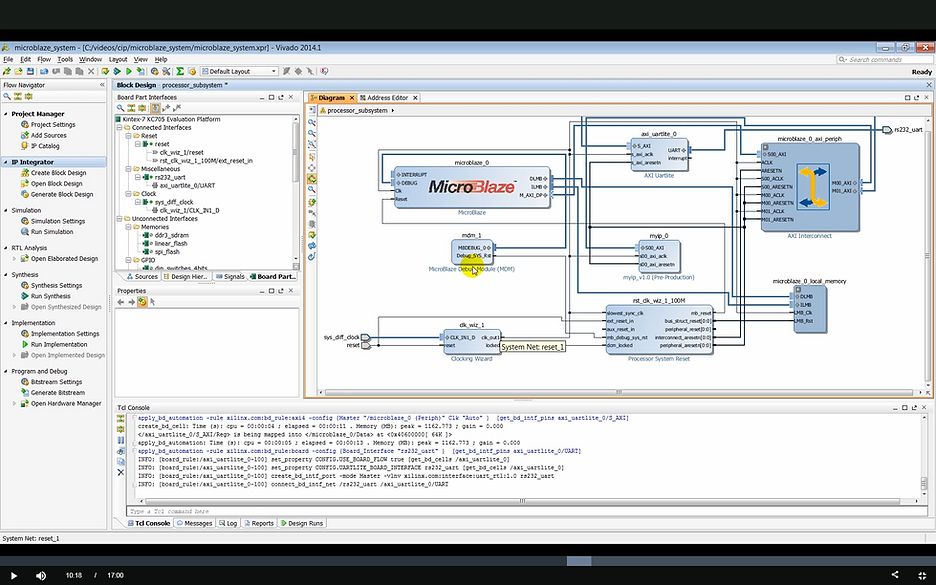 microblaze_system - [C:/videos/cip/microblaze_system/microblaze_system.xpr] - Vivado 2014.1
File Edit Flow Tools Window Layout View Help
Search commands
Default Layout
Ready
Flow Navigator
Project Manager
Project Settings
Add Sources
IP Catalog
IP Integrator
Create Block Design
Open Block Design
Generate Block Design
Simulation
Simulation Settings
Run Simulation
RTL Analysis
Open Elaborated Design
Synthesis
Synthesis Settings
Run Synthesis
Open Synthesized Design
Implementation
Implementation Settings
Run Implementation
Open Implemented Design
Program and Debug
Bitstream Settings
Generate Bitstream
Open Hardware Manager
Block Design - processor_subsystem *
Board Part Interfaces
Kintex-7 KC705 Evaluation Platform
Connected Interfaces
Reset
reset
clk_wiz_1/reset
rst_clk_wiz_1_100M/ext_reset_in
Miscellaneous
rs232_uart
axi_uartlite_0/UART
Clock
sys_diff_clock
clk_wiz_1/CLK_IN1_D
Unconnected Interfaces
Memories
ddr3_sdram
linear_flash
spi_flash
GPIO
dip_switches_4bits
Sources
Design Hier...
Signals
Board Part...
Properties
Diagram
Address Editor
processor_subsystem
microblaze_0
INTERRUPT
DEBUG
Clk
Reset
MicroBlaze
DLMB
ILMB
M_AXI_DP
MicroBlaze
mdm_1
MBDEBUG_0
Debug_SYS_Rst
MicroBlaze Debug Module (MDM)
axi_uartlite_0
S_AXI
s_axi_aclk
s_axi_aresetn
UART
interrupt
AXI Uartlite
myip_0
S00_AXI
s00_axi_aclk
s00_axi_aresetn
myip_v1.0 (Pre-Production)
microblaze_0_axi_periph
S00_AXI
ACLK
ARESETN
S00_ACLK
S00_ARESETN
M00_ACLK
M00_ARESETN
M01_ACLK
M01_ARESETN
M00_AXI
M01_AXI
AXI Interconnect
rs232_uart
microblaze_0_local_memory
DLMB
ILMB
LMB_Clk
LMB_Rst
rst_clk_wiz_1_100M
slowest_sync_clk
ext_reset_in
aux_reset_in
mb_debug_sys_rst
dcm_locked
mb_reset
bus_struct_reset[0:0]
peripheral_reset[0:0]
interconnect_aresetn[0:0]
peripheral_aresetn[0:0]
Processor System Reset
sys_diff_clock
reset
clk_wiz_1
CLK_IN1_D
reset
clk_out1
locked
Clocking Wizard
System Net: reset_1
Tcl Console
apply_bd_automation -rule xilinx.com:bd_rule:axi4 -config {Master "/microblaze_0 (Periph)" Clk "Auto" } [get_bd_intf_pins axi_uartlite_0/S_AXI]
create_bd_cell: Time (s): cpu = 00:00:04 ; elapsed = 00:00:11 . Memory (MB): peak = 1162.773 ; gain = 0.000
</axi_uartlite_0/S_AXI/Reg> is being mapped into </microblaze_0/Data> at <0x40600000[ 64K ]>
apply_bd_automation: Time (s): cpu = 00:00:05 ; elapsed = 00:00:13 . Memory (MB): peak = 1162.773 ; gain = 0.000
apply_bd_automation -rule xilinx.com:bd_rule:board -config {Board_Interface "rs232_uart" } [get_bd_intf_pins axi_uartlite_0/UART]
INFO: [board_rule:/axi_uartlite_0-100] set_property CONFIG.USE_BOARD_FLOW true [get_bd_cells /axi_uartlite_0]
INFO: [board_rule:/axi_uartlite_0-100] set_property CONFIG.UARTLITE_BOARD_INTERFACE rs232_uart [get_bd_cells /axi_uartlite_0]
INFO: [board_rule:/axi_uartlite_0-100] create_bd_intf_port -mode Master -vlnv xilinx.com:interface:uart_rtl:1.0 rs232_uart
INFO: [board_rule:/axi_uartlite_0-100] connect_bd_intf_net /rs232_uart /axi_uartlite_0/UART
Type a Tcl command here
Tcl Console
Messages
Log
Reports
Design Runs
System Net: reset_1
10:18 / 17:00